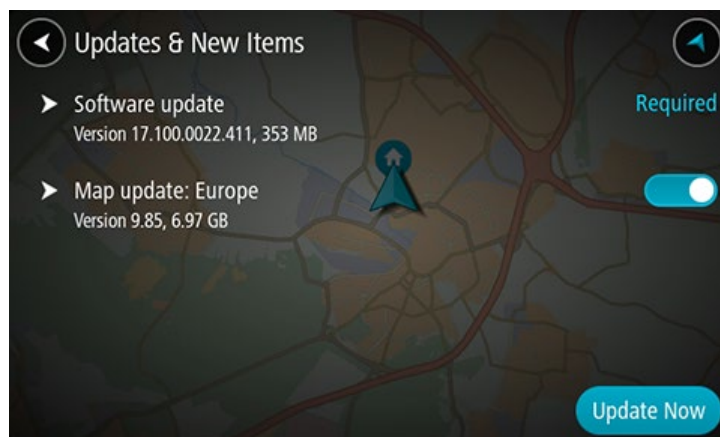 Updates & New Items
Software update
Required
Version 17.100.0022.411, 353 MB
Map update: Europe
Version 9.85, 6.97 GB
Update Now